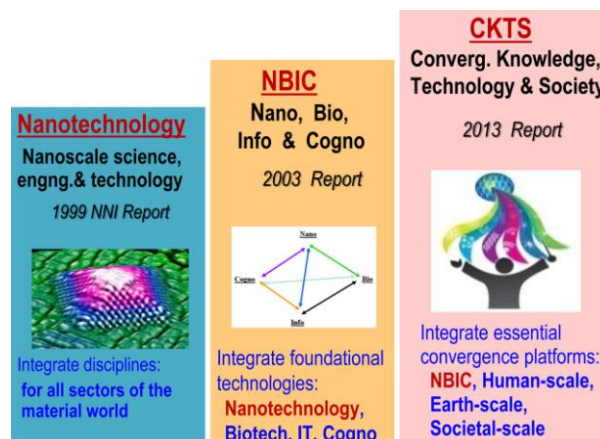 Nanotechnology
Nanoscale science,
engng.& technology
1999 NNI Report
Integrate disciplines:
for all sectors of the
material world
NBIC
Nano, Bio,
Info & Cogno
2003 Report
Nano
Cogno
Bio
Info
Integrate foundational
technologies:
Nanotechnology,
Biotech, IT, Cogno
CKTS
Converg. Knowledge,
Technology & Society
2013 Report
Integrate essential
convergence platforms:
NBIC, Human-scale,
Earth-scale,
Societal-scale